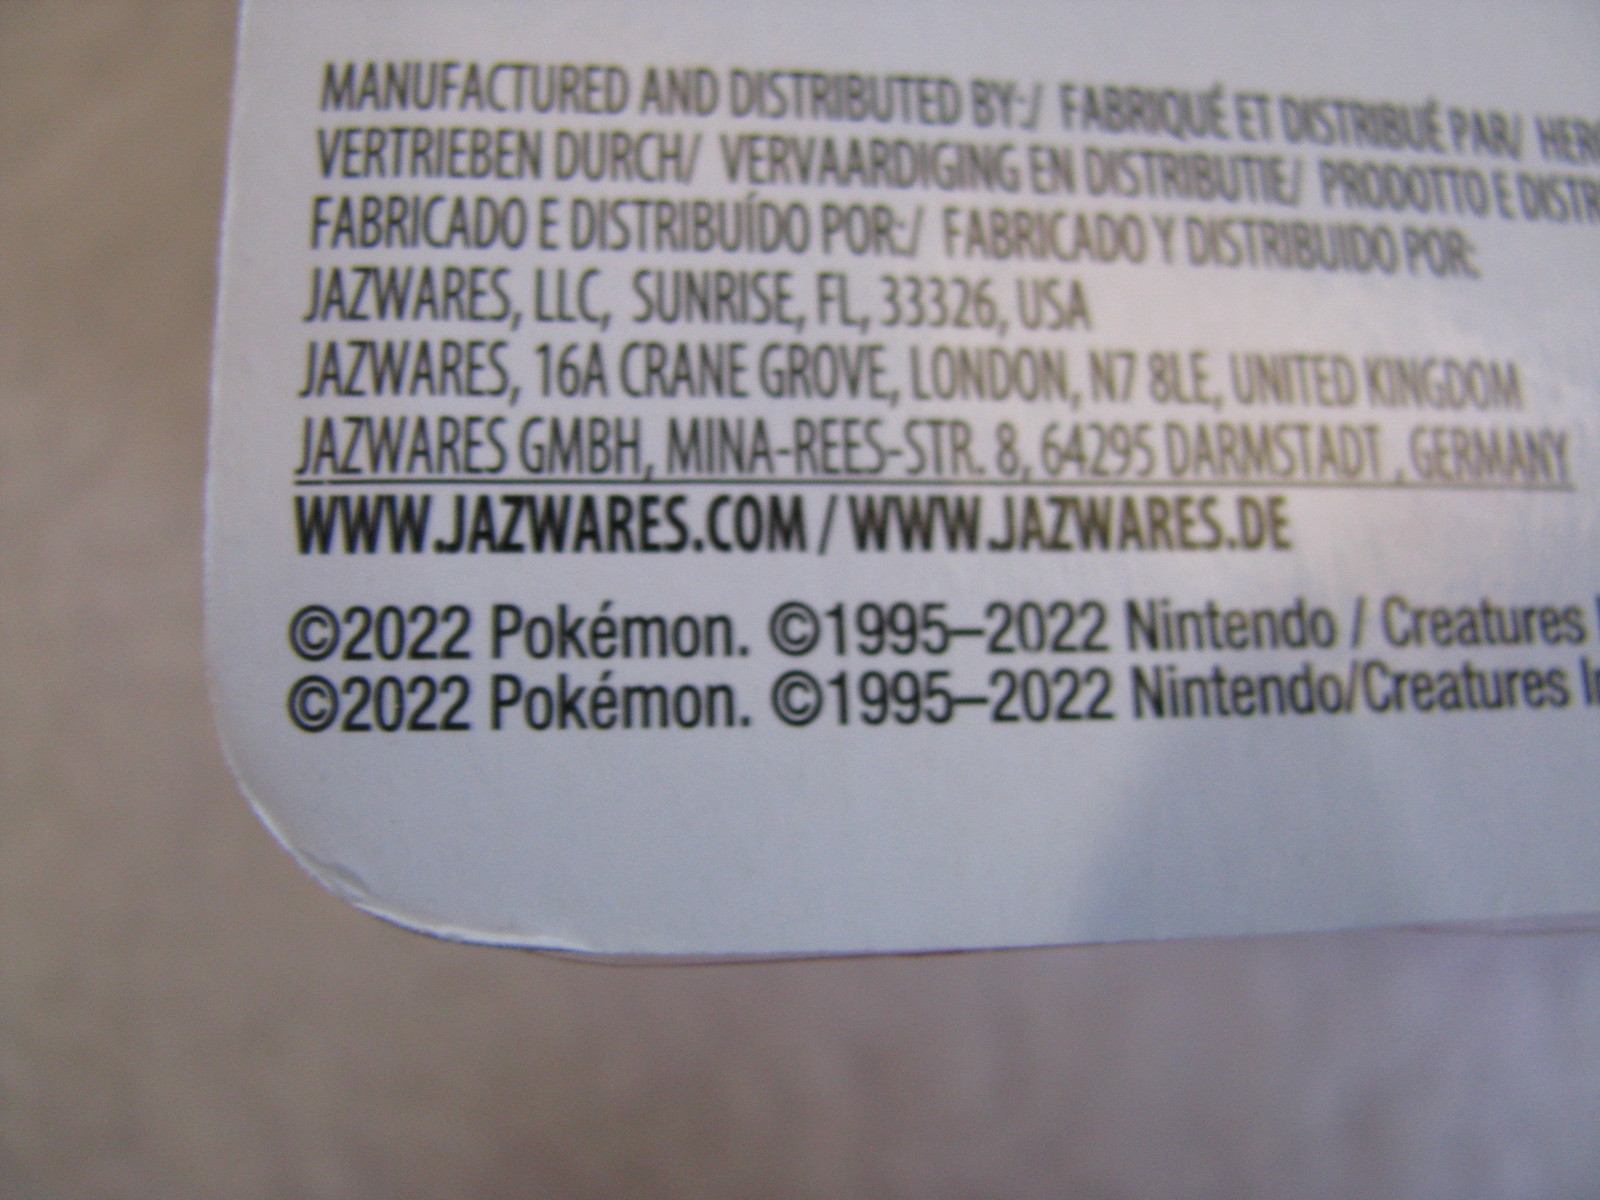 MANUFACTURED AND DISTRIBUTED BY:/ FABRIQUÉ ET DISTRIBUÉ PAR/
VERTRIEBEN DURCH/ VERVAARDIGING EN DISTRIBUTIE/ PRODOTTO E
FABRICADO E DISTRIBUÍDO POR:/ FABRICADO Y DISTRIBUIDO POR:
JAZWARES, LLC, SUNRISE, FL, 33326, USA
JAZWARES, 16A CRANE GROVE, LONDON, N7 8LE, UNITED KINGDOM
JAZWARES GMBH, MINA-REES-STR. 8, 64295 DARMSTADT , GERMANY
WWW.JAZWARES.COM / WWW.JAZWARES.DE
©2022 Pokémon. ©1995–2022 Nintendo / Creatures
©2022 Pokémon. ©1995–2022 Nintendo/Creatures